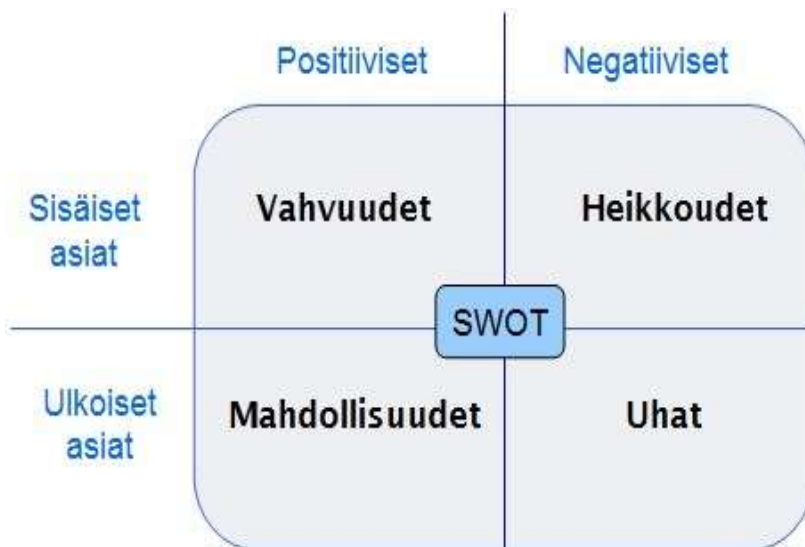 Positiiviset
Negatiiviset
Sisäiset
asiat
Vahvuudet
Heikkoudet
SWOT
Ulkoiset
asiat
Mahdollisuudet
Uhat